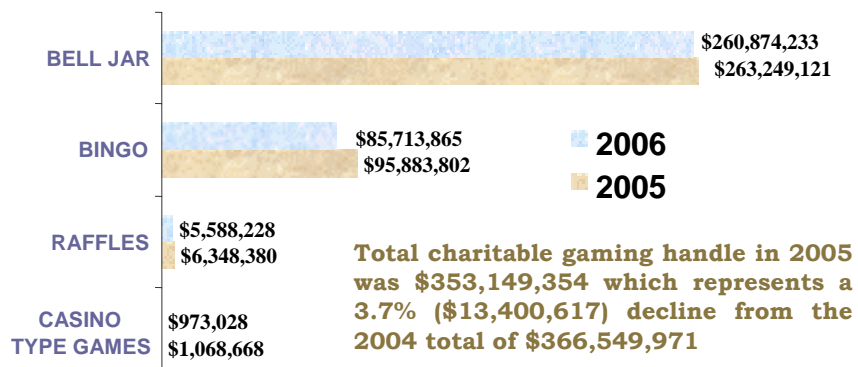 BELL JAR
$260,874,233
$263,249,121
BINGO
$85,713,865
$95,883,802
2006
2005
RAFFLES
$5,588,228
$6,348,380
CASINO
TYPE GAMES
$973,028
$1,068,668
Total charitable gaming handle in 2005
was $353,149,354 which represents a
3.7% ($13,400,617) decline from the
2004 total of $366,549,971